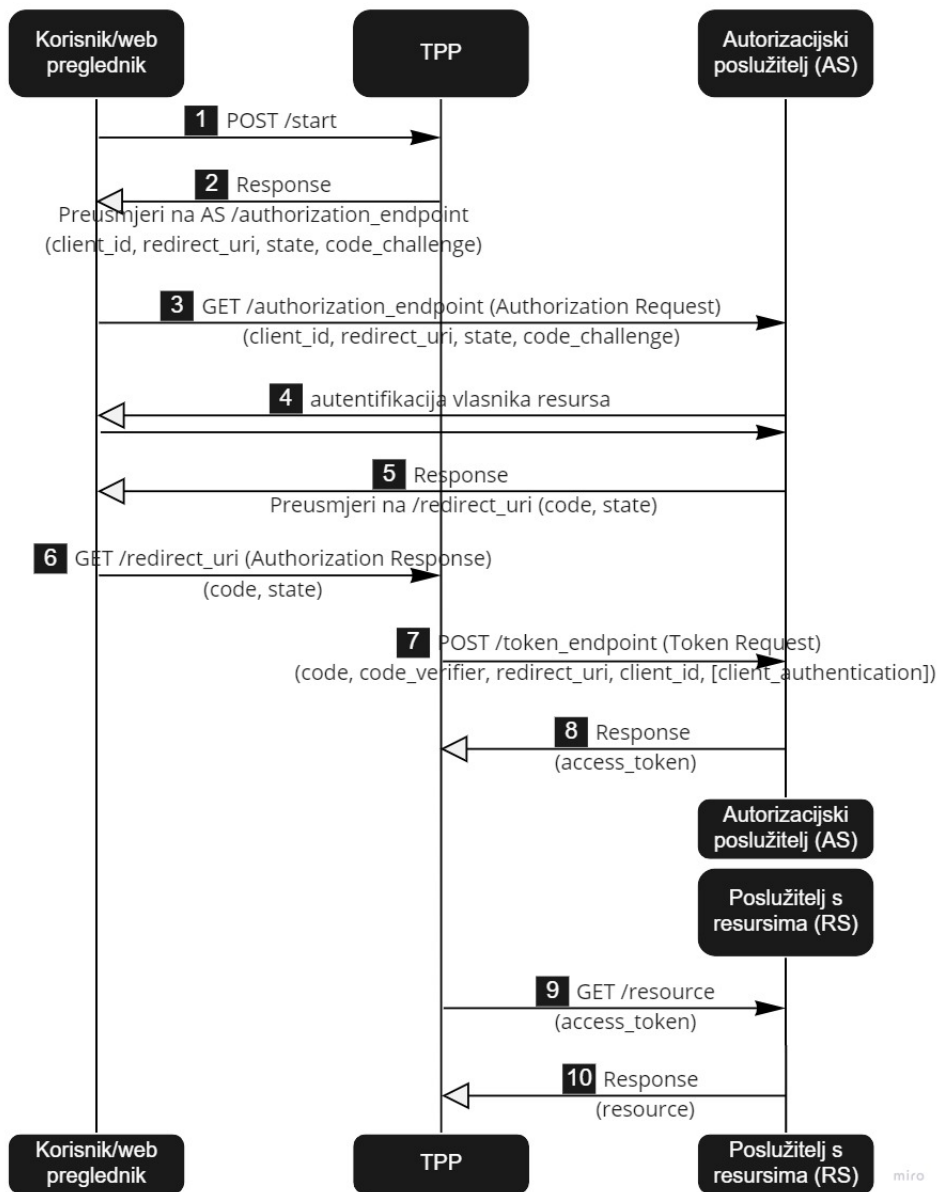 Korisnik/web
preglednik
TPP
Autorizacijski
poslužitelj (AS)
1 POST /start
2 Response
Preusmjeri na AS /authorization_endpoint
(client_id, redirect_uri, state, code_challenge)
3 GET /authorization_endpoint (Authorization Request)
(client_id, redirect_uri, state, code_challenge)
4 autentifikacija vlasnika resursa
5 Response
Preusmjeri na /redirect_uri (code, state)
6 GET /redirect_uri (Authorization Response)
(code, state)
7 POST /token_endpoint (Token Request)
(code, code_verifier, redirect_uri, client_id, [client_authentication])
8 Response
(access_token)
Autorizacijski
poslužitelj (AS)
Poslužitelj s
resursima (RS)
9 GET /resource
(access_token)
10 Response
(resource)
Korisnik/web
preglednik
TPP
Poslužitelj s
resursima (RS)
miro